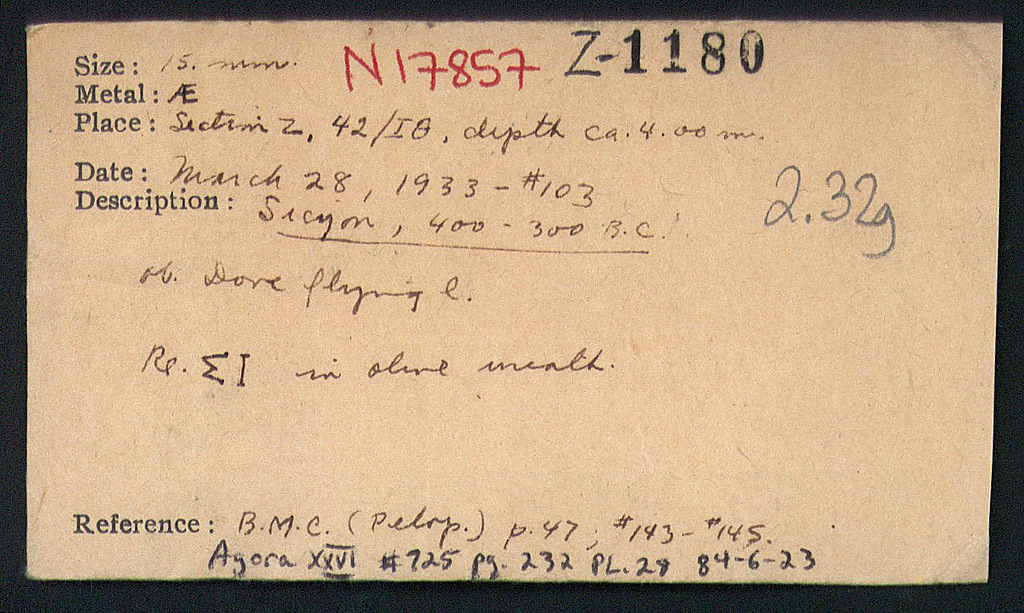 N17857 Z-1180
Size: 15. mm.
Metal: Æ
Place: Section Z, 42/ΙΘ, depth ca. 4.00 m.
Date: March 28, 1933 - #103
Description: Sicyon, 400 - 300 B.C.
2.32g
ob. Dove flying l.
Re. ΣΙ in olive wreath.
Reference: B.M.C. (Pelop.) p. 47, #143-#145.
Agora XXVI #725 pg. 232 PL. 28 84-6-23